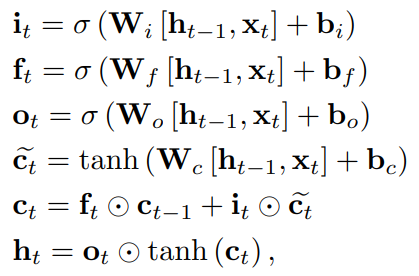 i_t = σ (W_i [h_{t−1}, x_t] + b_i)
f_t = σ (W_f [h_{t−1}, x_t] + b_f)
o_t = σ (W_o [h_{t−1}, x_t] + b_o)
c̃_t = tanh (W_c [h_{t−1}, x_t] + b_c)
c_t = f_t ⊙ c_{t−1} + i_t ⊙ c̃_t
h_t = o_t ⊙ tanh (c_t) ,